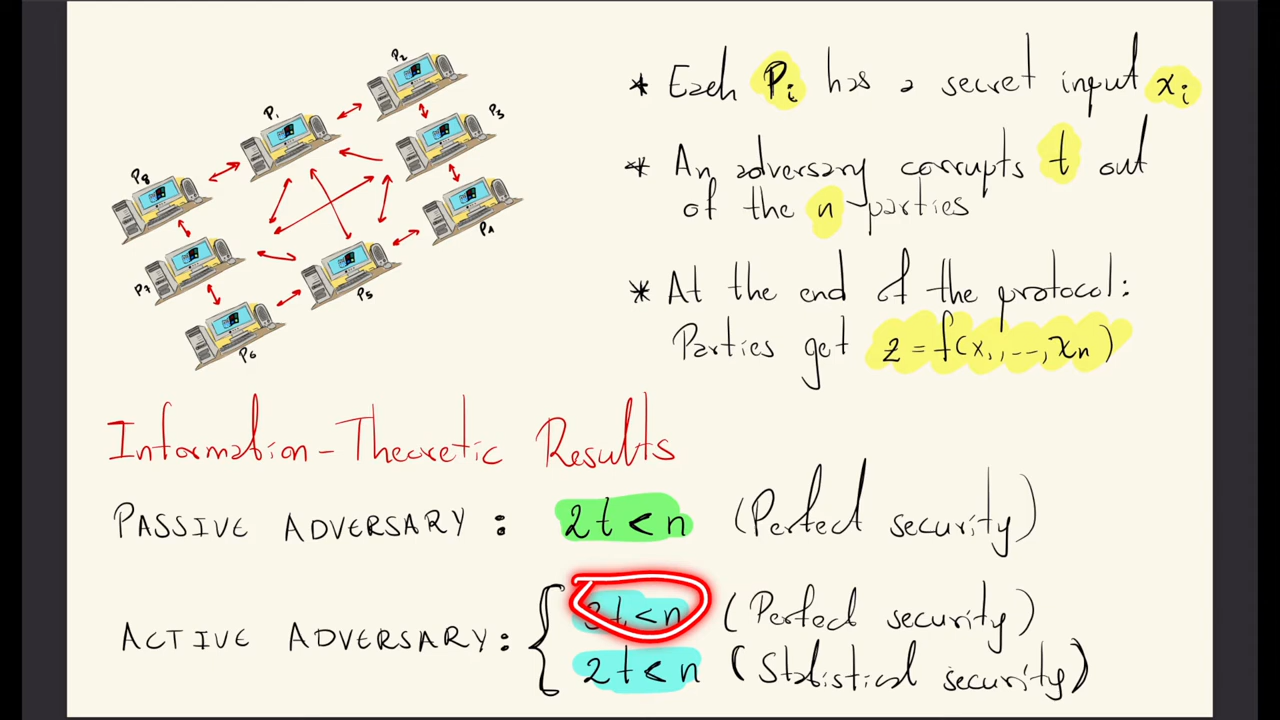 P1
P2
P3
P4
P5
P6
P7
P8
* Each Pi has a secret input xi
* An adversary corrupts t out
of the n parties
* At the end of the protocol:
Parties get z = f(x1,--,xn)
Information-Theoretic Results
PASSIVE ADVERSARY: 2t < n (Perfect security)
ACTIVE ADVERSARY: { 3t < n (Perfect security)
2t < n (Statistical security)